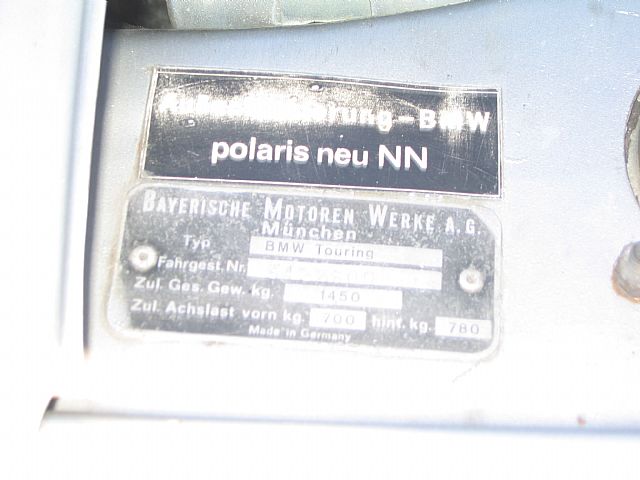 - BMW
polaris neu NN
BAYERISCHE MOTOREN WERKE A.G.
München
Typ BMW Touring
Fahrgest. Nr.
Zul. Ges. Gew. kg. 1450
Zul. Achslast vorn kg. 700 hint. kg. 780
Made in Germany